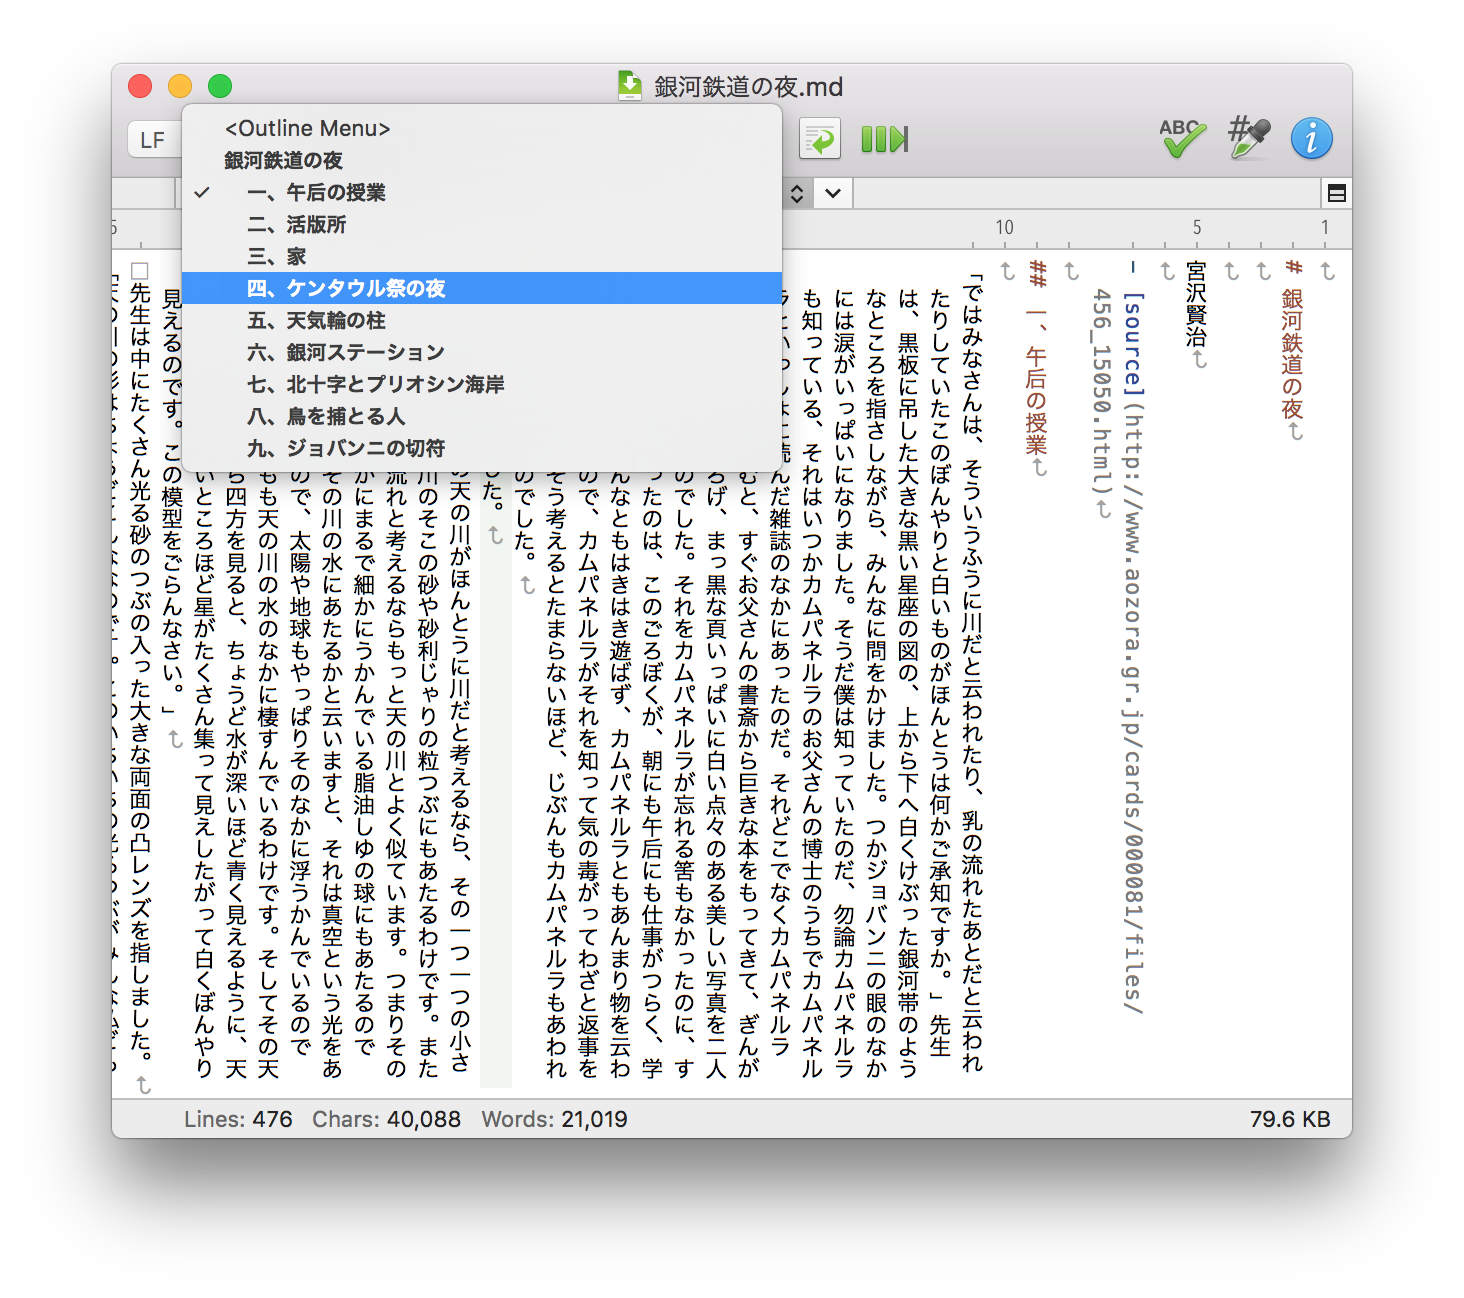 銀河鉄道の夜.md
LF
<Outline Menu>
銀河鉄道の夜
✓ 一、午后の授業
二、活版所
三、家
四、ケンタウル祭の夜
五、天気輪の柱
六、銀河ステーション
七、北十字とプリオシン海岸
八、鳥を捕とる人
九、ジョバンニの切符
ABC
#
10 5 1
# 銀河鉄道の夜
宮沢賢治
- [source](http://www.aozora.gr.jp/cards/000081/files/
456_15050.html)
## 一、午后の授業
「ではみなさんは、そういうふうに川だと云われたり、乳の流れたあとだと云われ
たりしていたこのぼんやりと白いものがほんとうは何かご承知ですか。」先生
は、黒板に吊した大きな黒い星座の図の、上から下へ白くけぶった銀河帯のよう
なところを指さしながら、みんなに問をかけました。つかジョバンニの眼のなか
には涙がいっぱいになりました。そうだ僕は知っていたのだ、勿論カムパネルラ
も知っている、それはいつかカムパネルラのお父さんの博士のうちでカムパネル
ラといっしょに読んだ雑誌のなかにあったのだ。それどこでなくカムパネルラ
むと、すぐお父さんの書斎から巨きな本をもってきて、ぎんが
ろげ、まっ黒な頁いっぱいに白い点々のある美しい写真を二人
のでした。それをカムパネルラが忘れる筈もなかったのに、す
ったのは、このごろぼくが、朝にも午后にも仕事がつらく、学
んなともはきはき遊ばず、カムパネルラともあんまり物を云わ
ので、カムパネルラがそれを知って気の毒がってわざと返事を
そう考えるとたまらないほど、じぶんもカムパネルラもあわれ
のでした。
した。
の天の川がほんとうに川だと考えるなら、その一つ一つの小さ
川のそこの砂や砂利じゃりの粒つぶにもあたるわけです。また
流れと考えるならもっと天の川とよく似ています。つまりその
かにまるで細かにうかんでいる脂油しゆの球にもあたるので
その川の水にあたるかと云いますと、それは真空という光をあ
ので、太陽や地球もやっぱりそのなかに浮うかんでいるので
もも天の川の水のなかに棲すんでいるわけです。そしてその天
ら四方を見ると、ちょうど水が深いほど青く見えるように、天
いところほど星がたくさん集って見えしたがって白くぼんやり
見えるのです。この模型をごらんなさい。」
□先生は中にたくさん光る砂のつぶの入った大きな両面の凸レンズを指しました。
Lines: 476 Chars: 40,088 Words: 21,019
79.6 KB